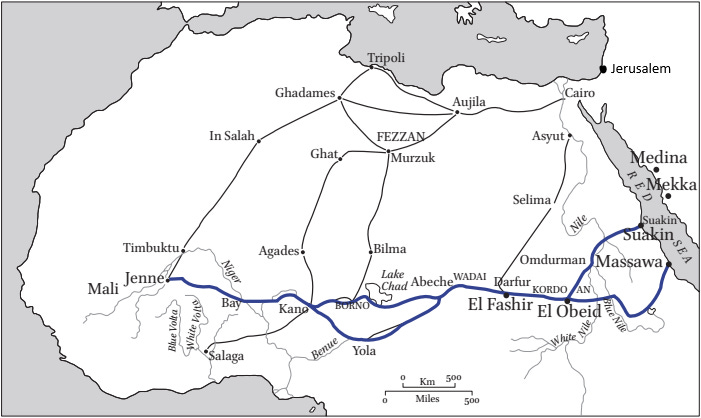 Tripoli
Jerusalem
Ghadames
Aujila
Cairo
In Salah
FEZZAN
Asyut
Ghat
Murzuk
Medina
RED
Mekka
Selima
Nile
Suakin
Suakin
SEA
Timbuktu
Agades
Bilma
Omdurman
Massawa
Niger
Lake
Chad
Jenne
Mali
Abeche
WADAI
Darfur
KORDO AN
Bay
Kano
BORNO
El Fashir
El Obeid
Blue Nile
Blue Volta
White Volta
White Nile
Benue
Yola
Salaga
0 Km 500
0 Miles 500